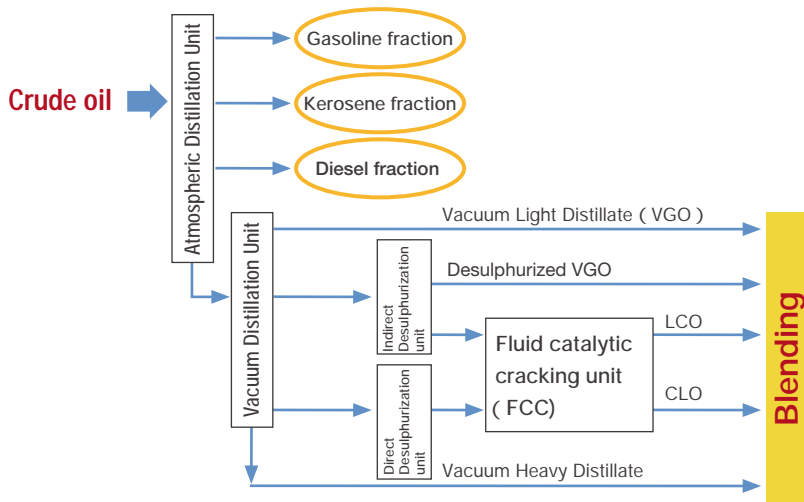 Crude oil
Atmospheric Distillation Unit
Gasoline fraction
Kerosene fraction
Diesel fraction
Vacuum Distillation Unit
Vacuum Light Distillate ( VGO )
Indirect
Desulphurization
unit
Desulphurized VGO
Direct
Desulphurization
unit
Fluid catalytic
cracking unit
( FCC)
LCO
CLO
Vacuum Heavy Distillate
Blending